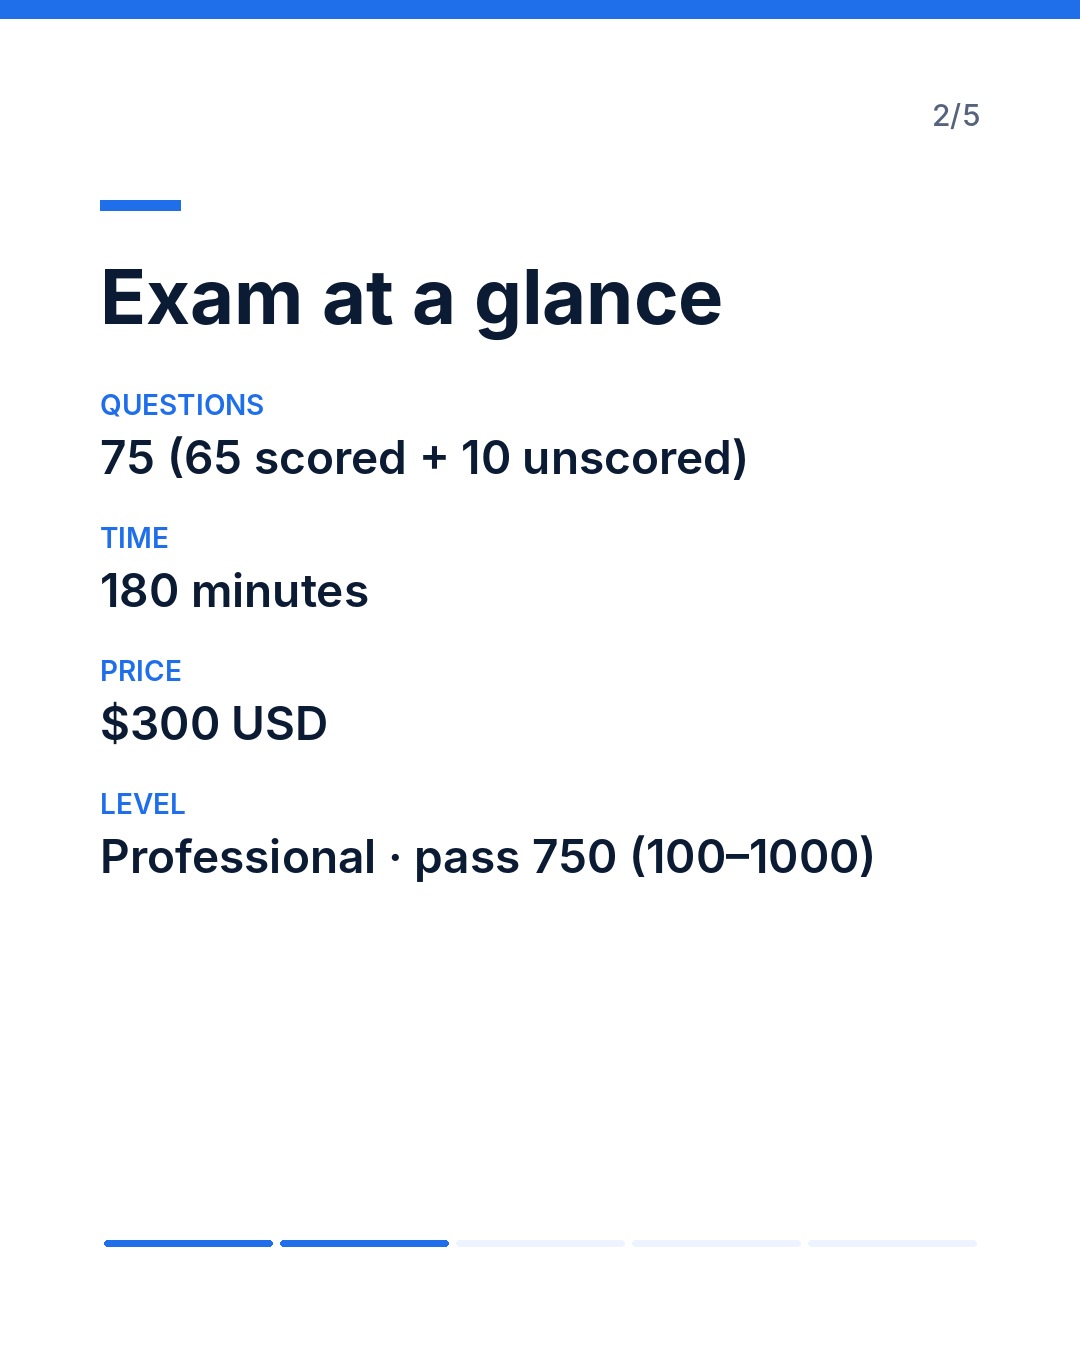 2/5
Exam at a glance
QUESTIONS
75 (65 scored + 10 unscored)
TIME
180 minutes
PRICE
$300 USD
LEVEL
Professional · pass 750 (100–1000)